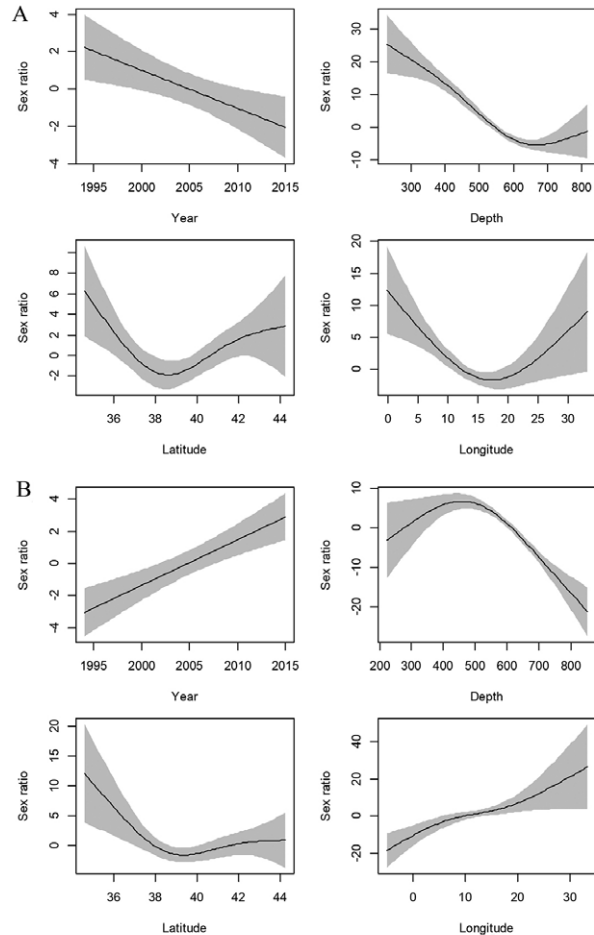 A
Sex ratio
4
2
0
-2
-4
1995 2000 2005 2010 2015
Year
Sex ratio
30
20
10
0
-10
300 400 500 600 700 800
Depth
Sex ratio
8
6
4
2
0
-2
36 38 40 42 44
Latitude
Sex ratio
20
15
10
5
0
0 5 10 15 20 25 30
Longitude
B
Sex ratio
4
2
0
-2
-4
1995 2000 2005 2010 2015
Year
Sex ratio
10
0
-10
-20
200 300 400 500 600 700 800
Depth
Sex ratio
20
15
10
5
0
36 38 40 42 44
Latitude
Sex ratio
40
20
0
20
0 10 20 30
Longitude